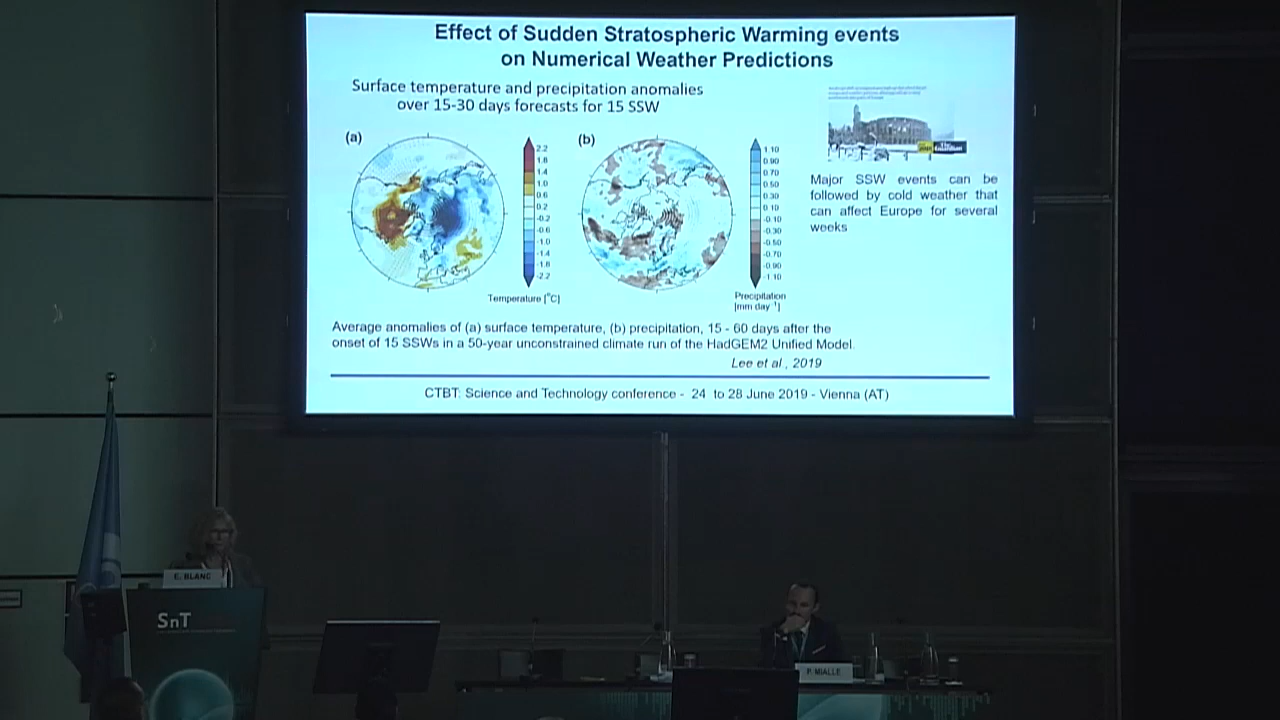 Effect of Sudden Stratospheric Warming events
on Numerical Weather Predictions
Surface temperature and precipitation anomalies
over 15-30 days forecasts for 15 SSW
(a)
2.2
1.8
1.4
1.0
0.6
0.2
-0.2
-0.6
-1.0
-1.4
-1.8
-2.2
Temperature [°C]
(b)
1.10
0.90
0.70
0.50
0.30
0.10
-0.10
-0.30
-0.50
-0.70
-0.90
-1.10
Precipitation
[mm day⁻¹]
Major SSW events can be
followed by cold weather that
can affect Europe for several
weeks
Average anomalies of (a) surface temperature, (b) precipitation, 15 - 60 days after the
onset of 15 SSWs in a 50-year unconstrained climate run of the HadGEM2 Unified Model.
Lee et al., 2019
CTBT: Science and Technology conference - 24 to 28 June 2019 - Vienna (AT)
E. BLANC
SnT
P. MIALLE